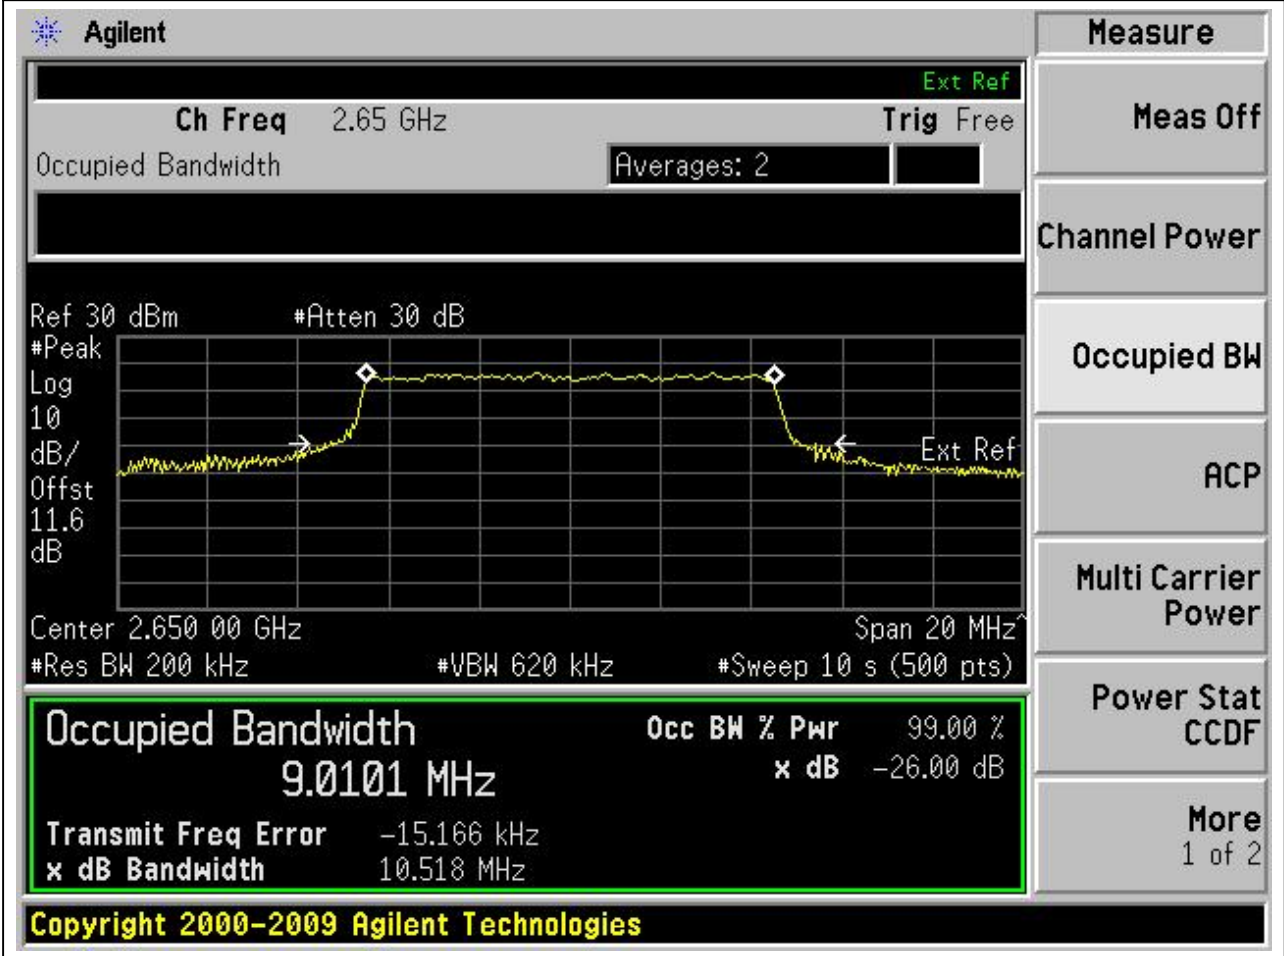 Agilent
Measure
Ext Ref
Ch Freq 2.65 GHz Trig Free
Occupied Bandwidth Averages: 2
Ref 30 dBm #Atten 30 dB
#Peak
Log
10
dB/
Offst
11.6
dB
Ext Ref
Center 2.650 00 GHz Span 20 MHz^
#Res BW 200 kHz #VBW 620 kHz #Sweep 10 s (500 pts)
Occupied Bandwidth Occ BW % Pwr 99.00 %
9.0101 MHz x dB -26.00 dB
Transmit Freq Error -15.166 kHz
x dB Bandwidth 10.518 MHz
Copyright 2000-2009 Agilent Technologies
Meas Off
Channel Power
Occupied BW
ACP
Multi Carrier
Power
Power Stat
CCDF
More
1 of 2